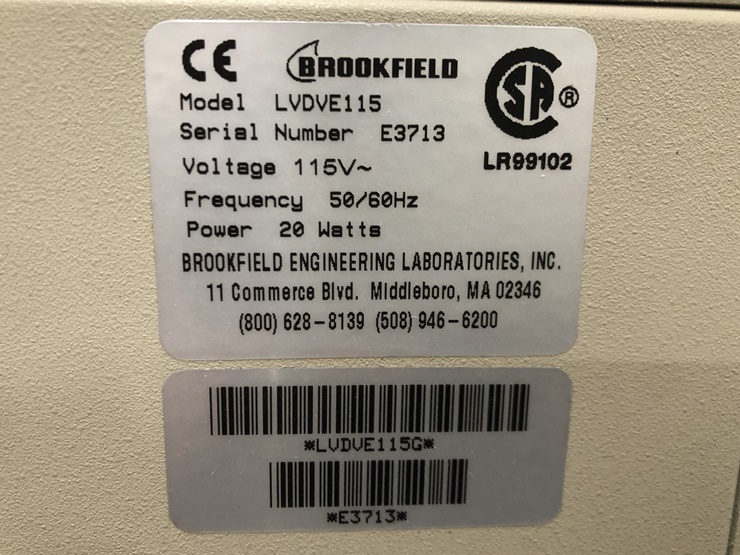 CE BROOKFIELD SA ®
Model LVDVE115
Serial Number E3713
LR99102
Voltage 115V~
Frequency 50/60Hz
Power 20 Watts
BROOKFIELD ENGINEERING LABORATORIES, INC.
11 Commerce Blvd. Middleboro, MA 02346
(800) 628-8139 (508) 946-6200
*LVDVE115G*
*E3713*